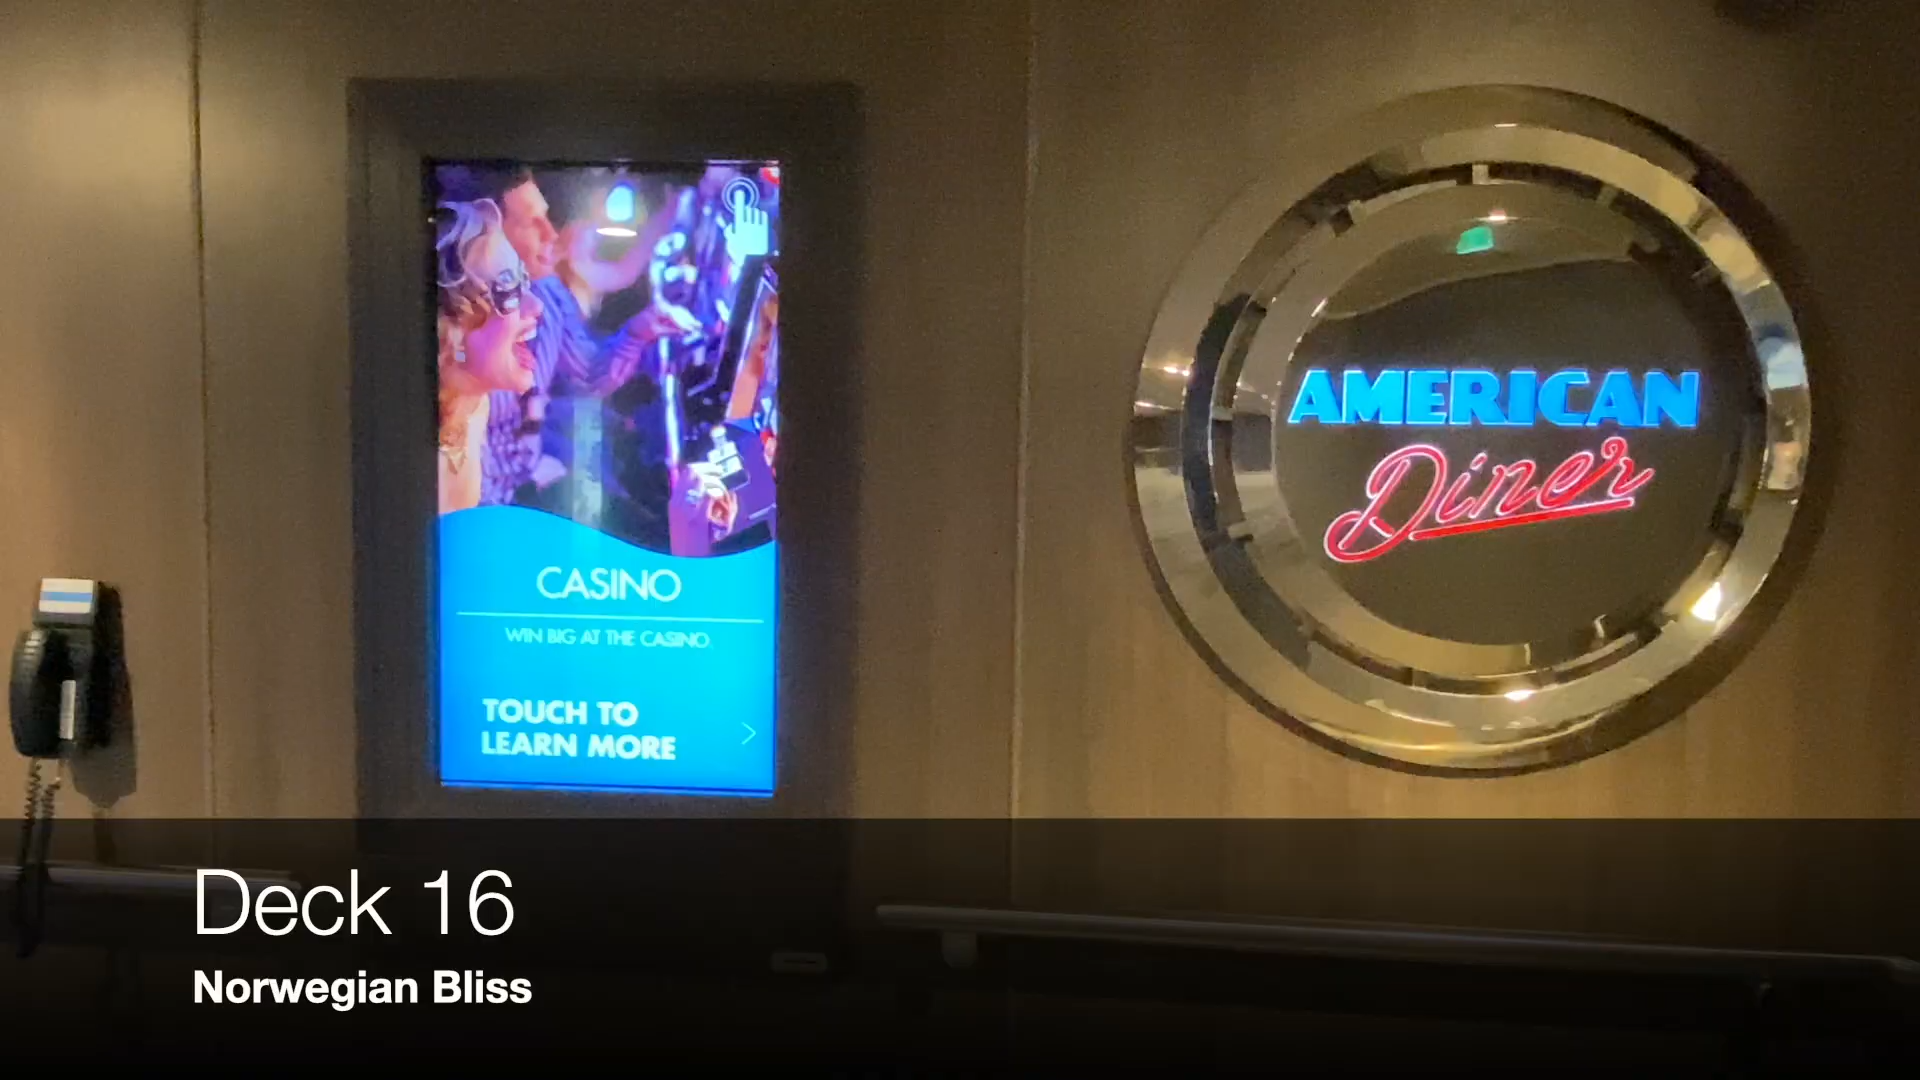 CASINO
WIN BIG AT THE CASINO
TOUCH TO
LEARN MORE
AMERICAN
Diner
Deck 16
Norwegian Bliss